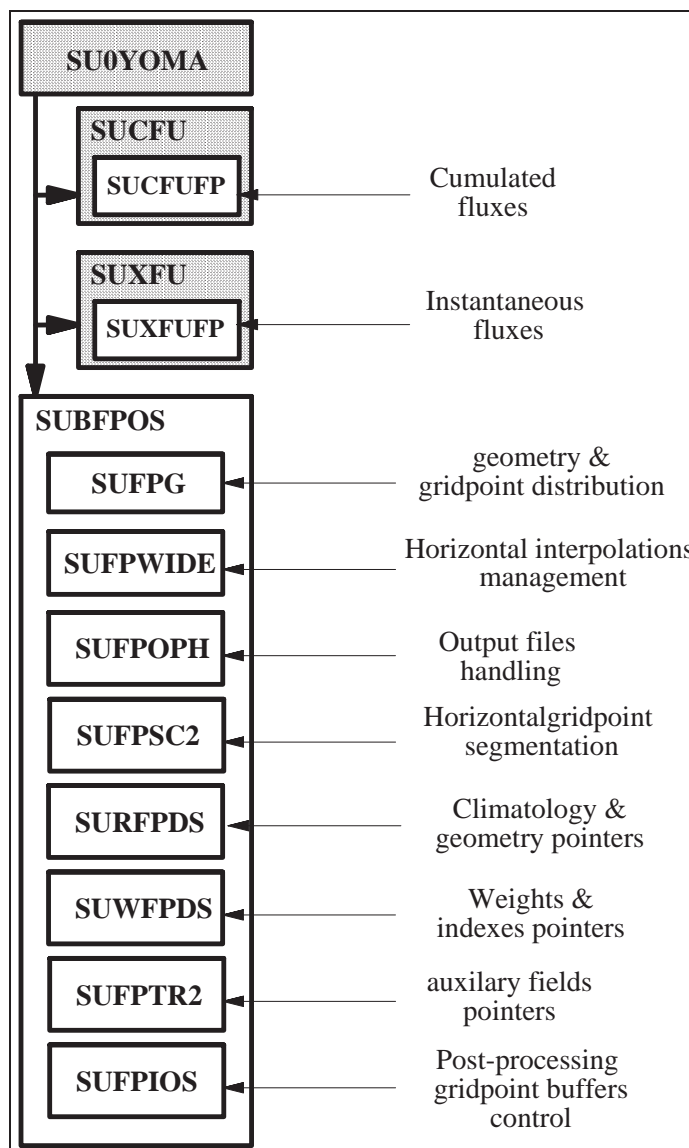 SU0YOMA
SUCFU
SUCFUFP
Cumulated
fluxes
SUXFU
SUXFUFP
Instantaneous
fluxes
SUBFPOS
SUFPG
geometry &
gridpoint distribution
SUFPWIDE
Horizontal interpolations
management
SUFPOPH
Output files
handling
SUFPSC2
Horizontalgridpoint
segmentation
SURFPDS
Climatology &
geometry pointers
SUWFPDS
Weights &
indexes pointers
SUFPTR2
auxilary fields
pointers
SUFPIOS
Post-processing
gridpoint buffers
control